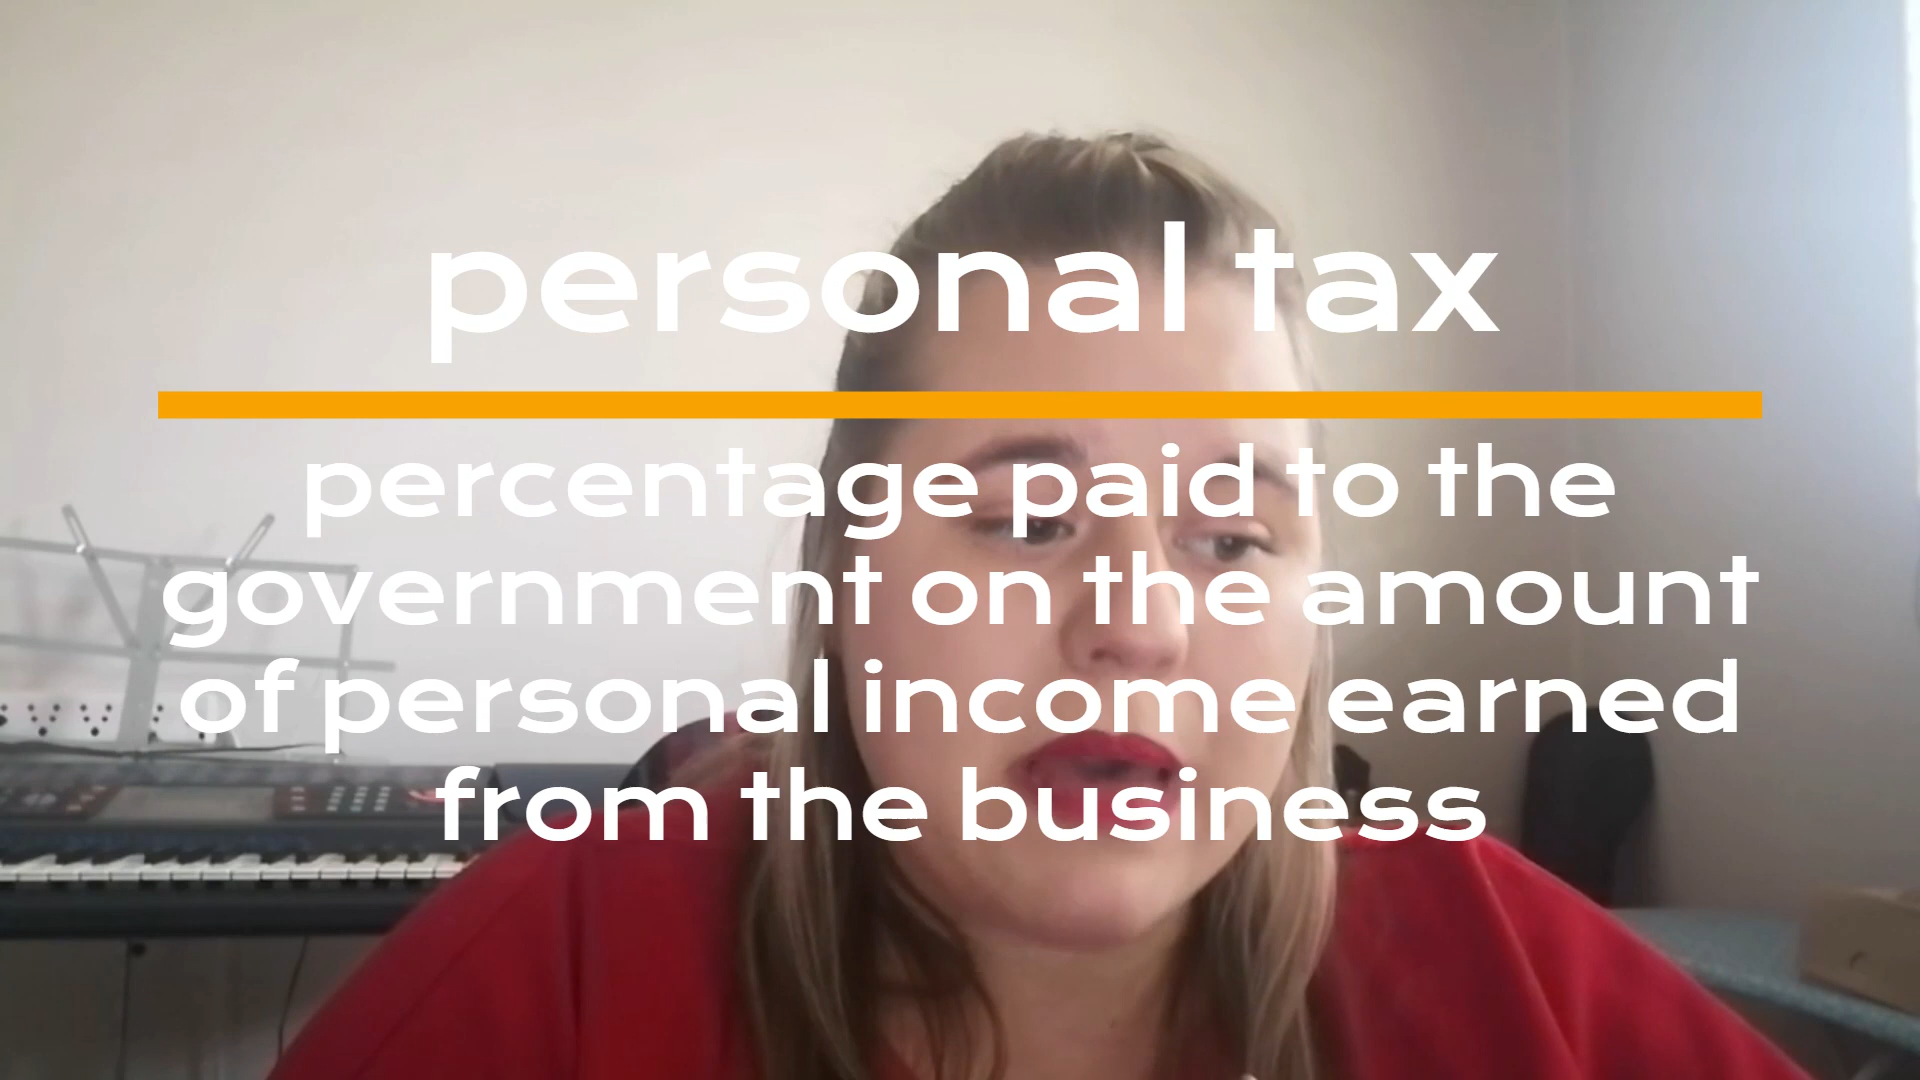 personal tax
percentage paid to the
government on the amount
of personal income earned
from the business